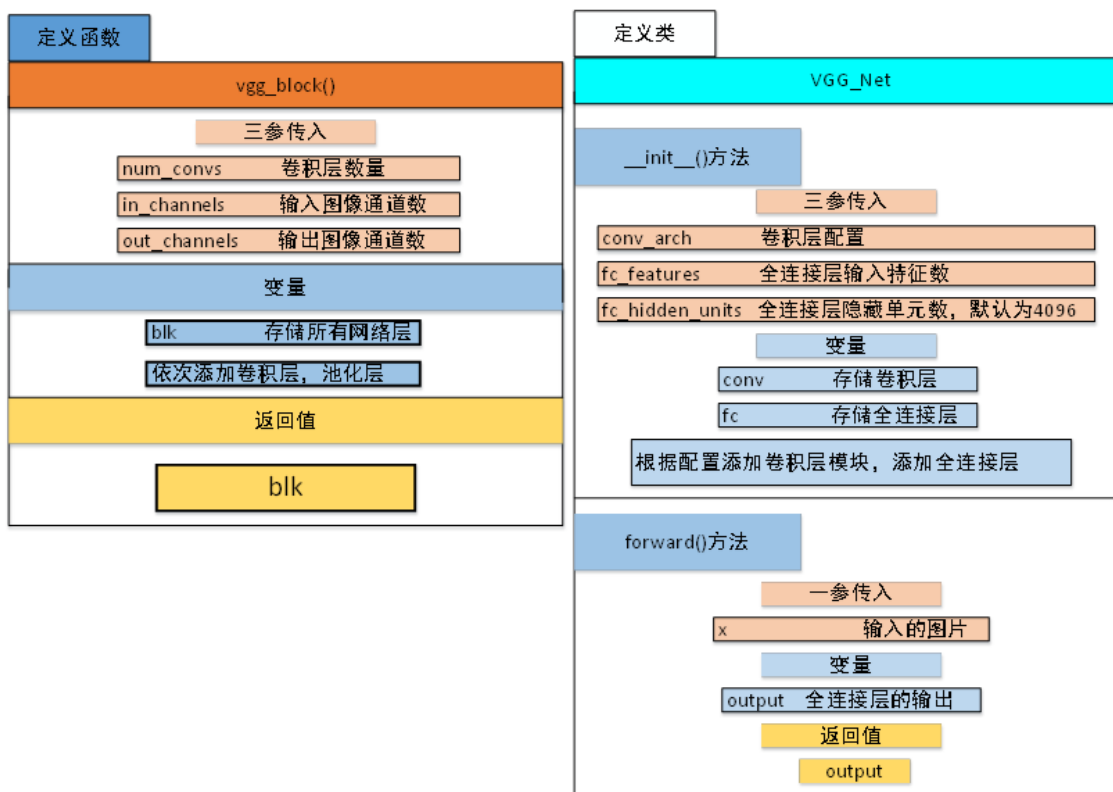 定义函数
vgg_block()
三参传入
num_convs 卷积层数量
in_channels 输入图像通道数
out_channels 输出图像通道数
变量
blk 存储所有网络层
依次添加卷积层，池化层
返回值
blk
定义类
VGG_Net
__init__()方法
三参传入
conv_arch 卷积层配置
fc_features 全连接层输入特征数
fc_hidden_units 全连接层隐藏单元数，默认为4096
变量
conv 存储卷积层
fc 存储全连接层
根据配置添加卷积层模块，添加全连接层
forward()方法
一参传入
x 输入的图片
变量
output 全连接层的输出
返回值
output